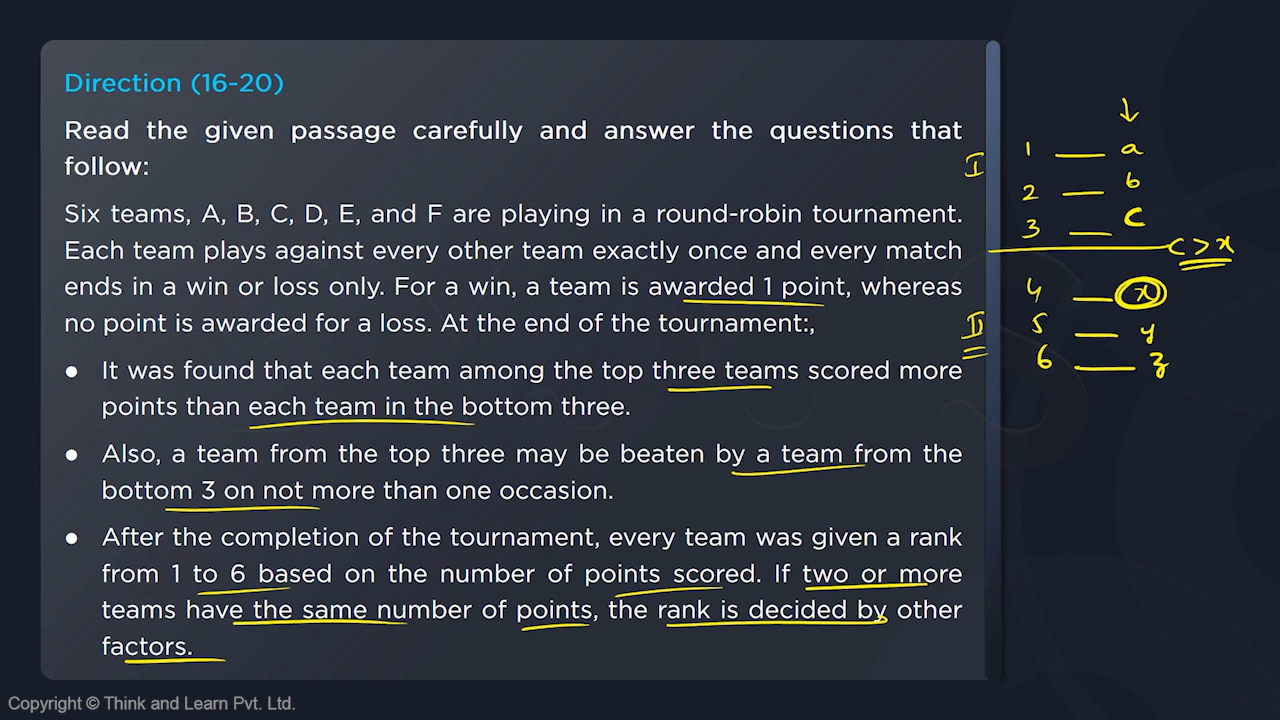 Direction (16-20)
Read the given passage carefully and answer the questions that
follow:
Six teams, A, B, C, D, E, and F are playing in a round-robin tournament.
Each team plays against every other team exactly once and every match
ends in a win or loss only. For a win, a team is awarded 1 point, whereas
no point is awarded for a loss. At the end of the tournament:,
● It was found that each team among the top three teams scored more
points than each team in the bottom three.
● Also, a team from the top three may be beaten by a team from the
bottom 3 on not more than one occasion.
● After the completion of the tournament, every team was given a rank
from 1 to 6 based on the number of points scored. If two or more
teams have the same number of points, the rank is decided by other
factors.
I
1 — a
2 — b
3 — c
c > x
II
4 — x
5 — y
6 — z
Copyright © Think and Learn Pvt. Ltd.